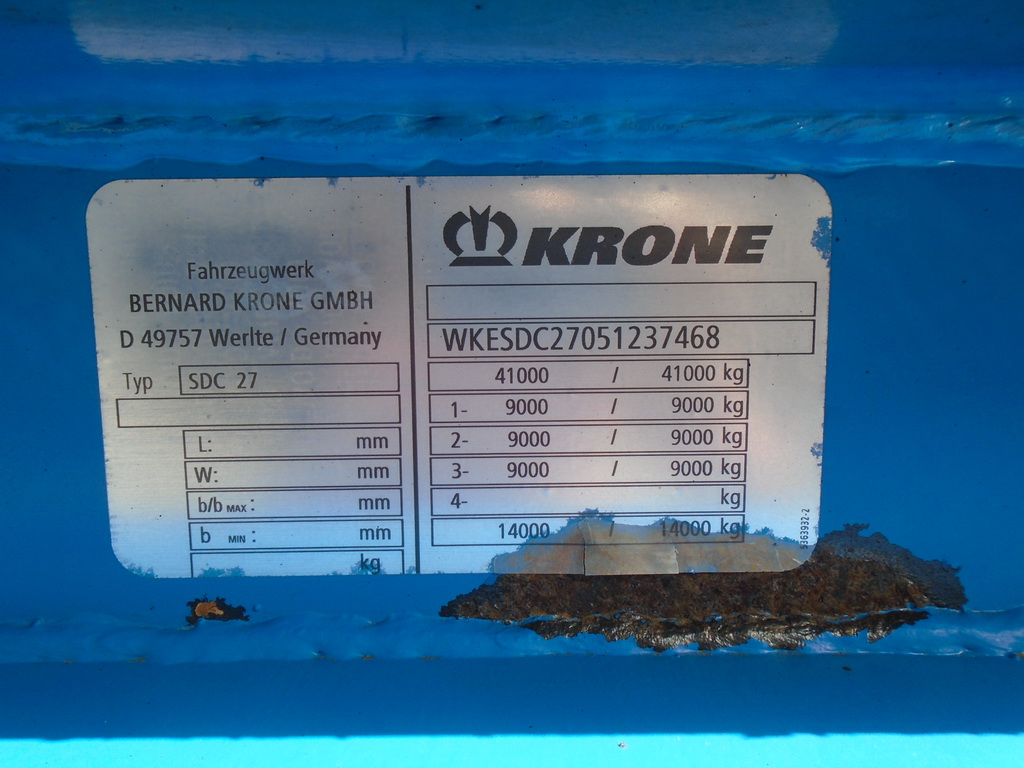 Fahrzeugwerk
BERNARD KRONE GMBH
D 49757 Werlte / Germany
Typ SDC 27
L: mm
W: mm
b/b MAX : mm
b MIN : mm
kg
KRONE
WKESDC27051237468
41000 / 41000 kg
1- 9000 / 9000 kg
2- 9000 / 9000 kg
3- 9000 / 9000 kg
4- kg
14000 / 14000 kg
5363932-2